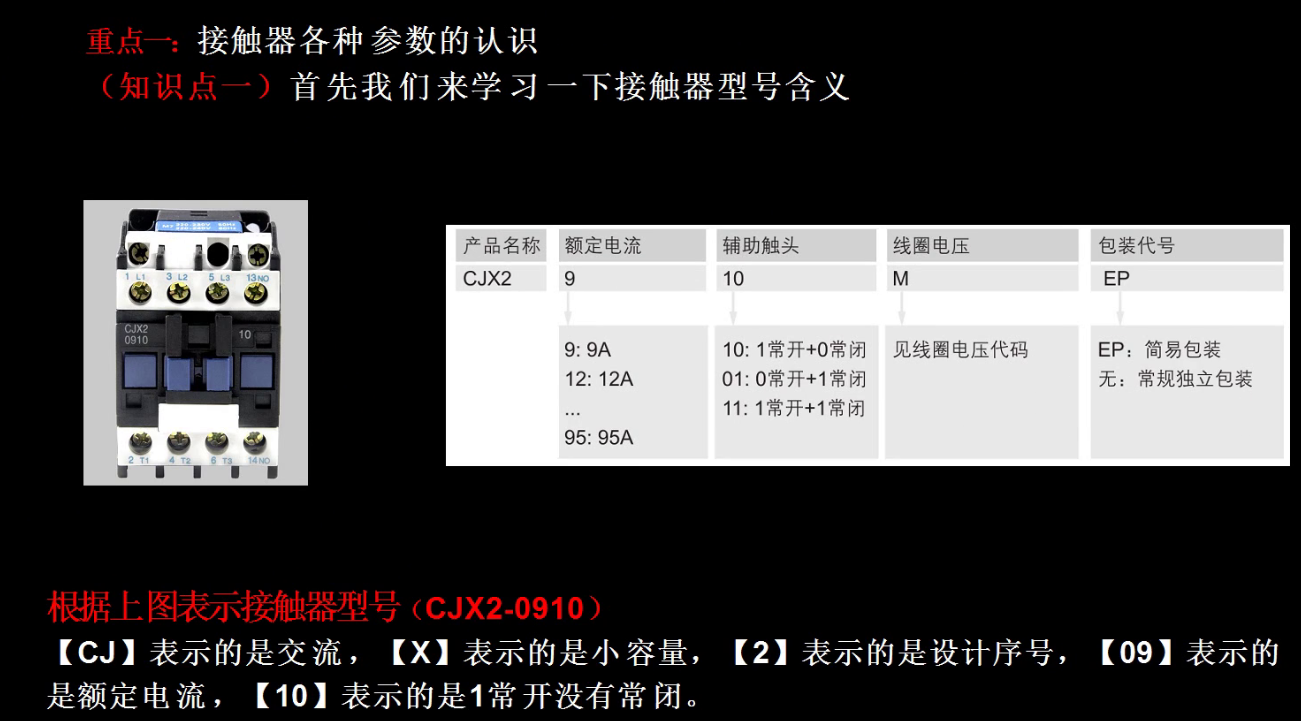 重点一：接触器各种参数的认识
（知识点一）首先我们来学习一下接触器型号含义
1 L1 3 L2 5 L3 13NO
CJX2
0910
10
2 T1 4 T2 6 T3 14NO
产品名称 额定电流 辅助触头 线圈电压 包装代号
CJX2 9 10 M EP
9: 9A 10: 1常开+0常闭 见线圈电压代码 EP：简易包装
12: 12A 01: 0常开+1常闭 无：常规独立包装
... 11: 1常开+1常闭
95: 95A
根据上图表示接触器型号（CJX2-0910）
【CJ】表示的是交流，【X】表示的是小容量，【2】表示的是设计序号，【09】表示的
是额定电流，【10】表示的是1常开没有常闭。